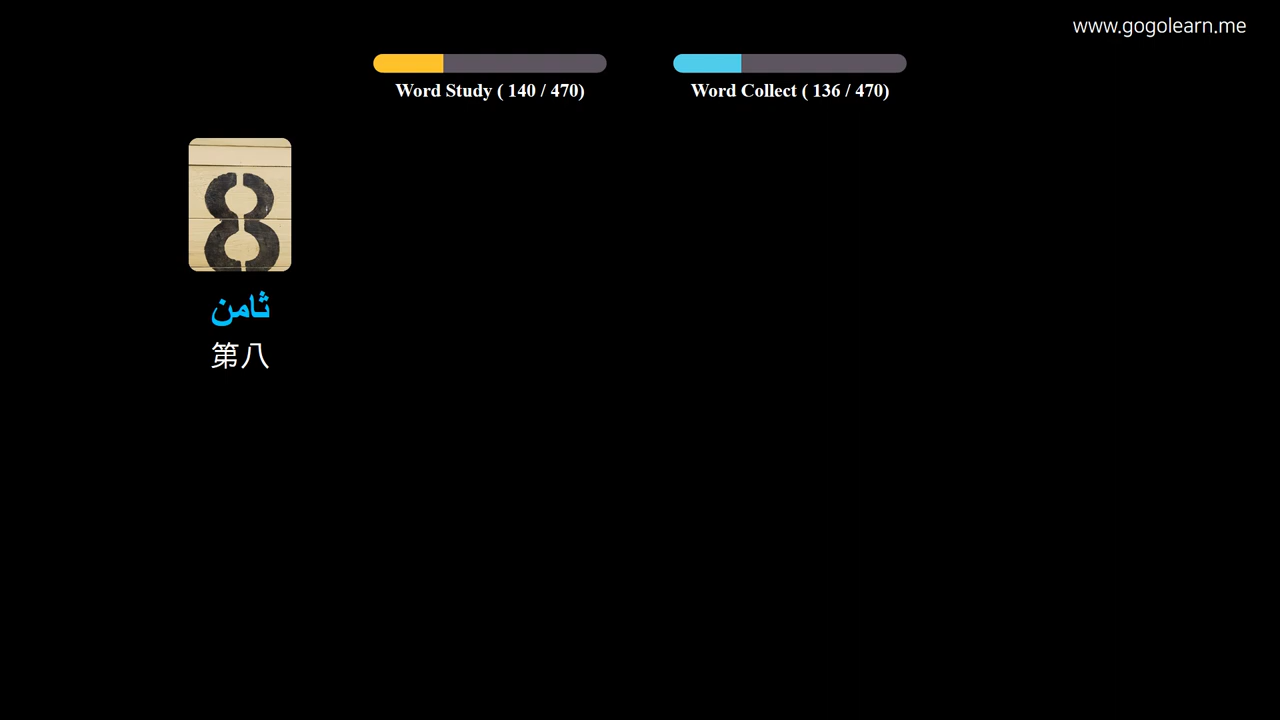 www.gogolearn.me
Word Study ( 140 / 470)
Word Collect ( 136 / 470)
8
ثامن
第八